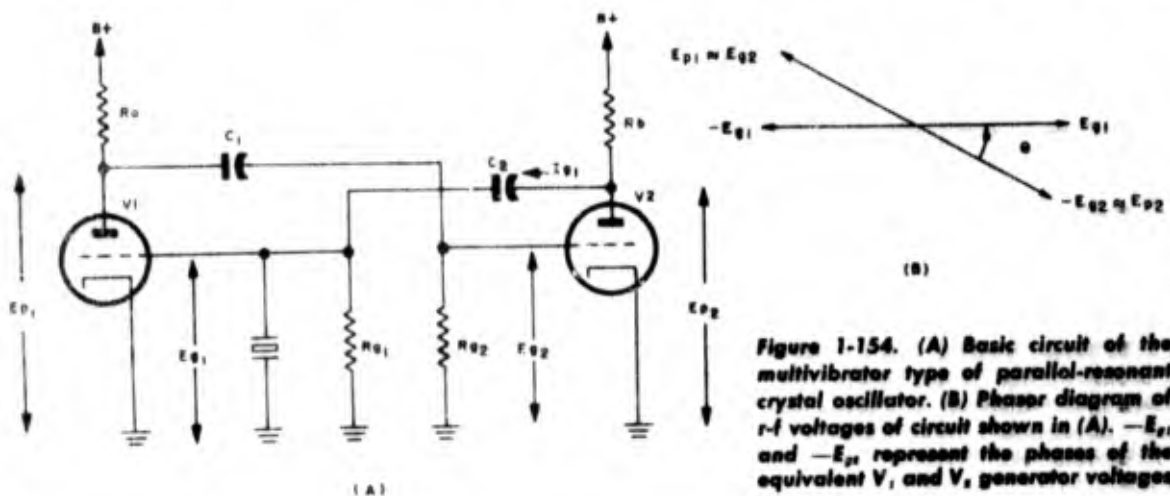 B+
B+
Ra
Rb
C1
C2
Ig1
V1
V2
Ep1
Eg1
Rg1
Rg2
Eg2
Ep2
(A)
Ep1 ≈ Eg2
-Eg1
Eg1
θ
-Eg2 ≈ Ep2
(B)
Figure 1-154. (A) Basic circuit of the
multivibrator type of parallel-resonant
crystal oscillator. (B) Phasor diagram of
r-f voltages of circuit shown in (A). —Eg1
and —Eg2 represent the phases of the
equivalent V1 and V2 generator voltages